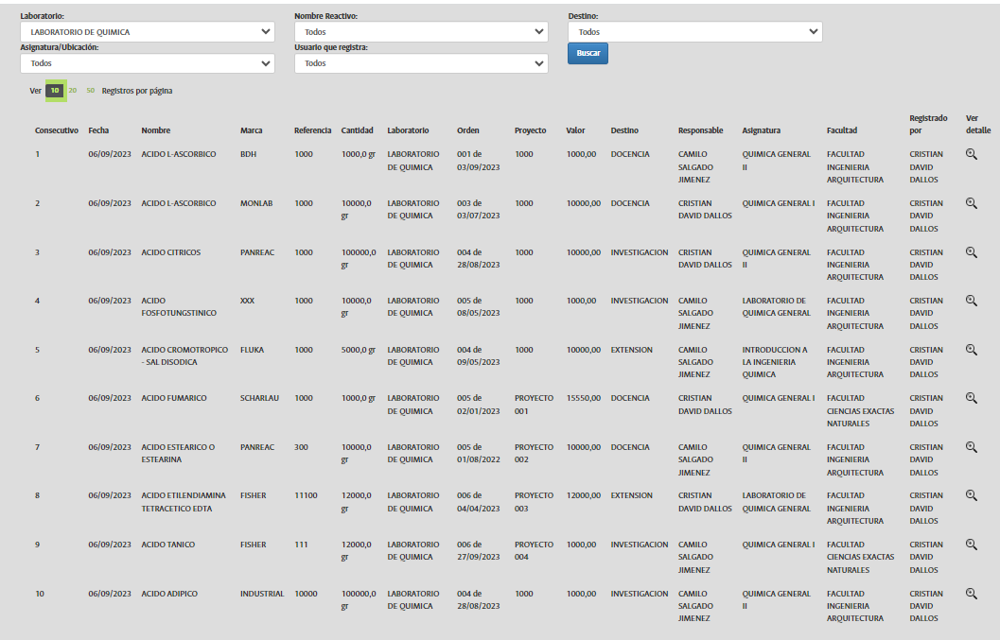 Laboratorio: Nombre Reactivo: Destino:
LABORATORIO DE QUIMICA Todos Todos
Asignatura/Ubicación: Usuario que registra:
Todos Todos Buscar
Ver 10 20 50 Registros por página
Consecutivo Fecha Nombre Marca Referencia Cantidad Laboratorio Orden Proyecto Valor Destino Responsable Asignatura Facultad Registrado por Ver detalle
1 06/09/2023 ACIDO L-ASCORBICO BDH 1000 1000,0 gr LABORATORIO DE QUIMICA 001 de 03/09/2023 1000 1000,00 DOCENCIA CAMILO SALGADO JIMENEZ QUIMICA GENERAL II FACULTAD INGENIERIA ARQUITECTURA CRISTIAN DAVID DALLOS
2 06/09/2023 ACIDO L-ASCORBICO MONLAB 1000 10000,0 gr LABORATORIO DE QUIMICA 003 de 03/07/2023 1000 10000,00 DOCENCIA CRISTIAN DAVID DALLOS QUIMICA GENERAL I FACULTAD INGENIERIA ARQUITECTURA CRISTIAN DAVID DALLOS
3 06/09/2023 ACIDO CITRICOS PANREAC 1000 100000,0 gr LABORATORIO DE QUIMICA 004 de 28/08/2023 1000 10000,00 INVESTIGACION CRISTIAN DAVID DALLOS QUIMICA GENERAL II FACULTAD INGENIERIA ARQUITECTURA CRISTIAN DAVID DALLOS
4 06/09/2023 ACIDO FOSFOTUNGSTINICO XXX 1000 10000,0 gr LABORATORIO DE QUIMICA 005 de 08/05/2023 1000 1000,00 INVESTIGACION CAMILO SALGADO JIMENEZ LABORATORIO DE QUIMICA GENERAL FACULTAD INGENIERIA ARQUITECTURA CRISTIAN DAVID DALLOS
5 06/09/2023 ACIDO CROMOTROPICO - SAL DISODICA FLUKA 1000 5000,0 gr LABORATORIO DE QUIMICA 004 de 09/05/2023 1000 10000,00 EXTENSION CAMILO SALGADO JIMENEZ INTRODUCCION A LA INGENIERIA QUIMICA FACULTAD INGENIERIA ARQUITECTURA CRISTIAN DAVID DALLOS
6 06/09/2023 ACIDO FUMARICO SCHARLAU 1000 1000,0 gr LABORATORIO DE QUIMICA 005 de 02/01/2023 PROYECTO 001 15550,00 DOCENCIA CRISTIAN DAVID DALLOS QUIMICA GENERAL I FACULTAD CIENCIAS EXACTAS NATURALES CRISTIAN DAVID DALLOS
7 06/09/2023 ACIDO ESTEARICO O ESTEARINA PANREAC 300 10000,0 gr LABORATORIO DE QUIMICA 005 de 01/08/2022 PROYECTO 002 10000,00 DOCENCIA CAMILO SALGADO JIMENEZ QUIMICA GENERAL II FACULTAD INGENIERIA ARQUITECTURA CRISTIAN DAVID DALLOS
8 06/09/2023 ACIDO ETILENDIAMINA TETRACETICO EDTA FISHER 11100 12000,0 gr LABORATORIO DE QUIMICA 006 de 04/04/2023 PROYECTO 003 12000,00 EXTENSION CRISTIAN DAVID DALLOS LABORATORIO DE QUIMICA GENERAL FACULTAD INGENIERIA ARQUITECTURA CRISTIAN DAVID DALLOS
9 06/09/2023 ACIDO TANICO FISHER 111 12000,0 gr LABORATORIO DE QUIMICA 006 de 27/09/2023 PROYECTO 004 1000,00 INVESTIGACION CAMILO SALGADO JIMENEZ QUIMICA GENERAL I FACULTAD CIENCIAS EXACTAS NATURALES CRISTIAN DAVID DALLOS
10 06/09/2023 ACIDO ADIPICO INDUSTRIAL 10000 100000,0 gr LABORATORIO DE QUIMICA 004 de 28/08/2023 1000 1000,00 INVESTIGACION CAMILO SALGADO JIMENEZ QUIMICA GENERAL II FACULTAD INGENIERIA ARQUITECTURA CRISTIAN DAVID DALLOS